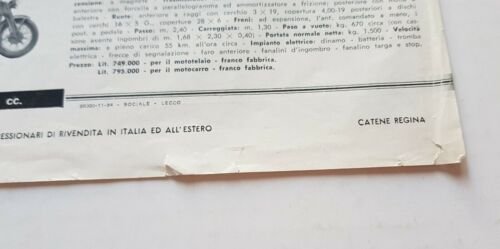 censione: a magnete
anteriore con forcella a parallelogramma ed ammortizzatore a frizione; posteriore con
balestra - Ruote: anteriore a raggi con cerchio 3 × 19, copertura 4,00-19 posteriori a dischi
con cerchi 16 × 5 G., copertura 28 × 6 - Freni: ad espansione, l'ant. comandato a mano, i
post. a pedale - Passo: m. 2,40 - Carreggiata: m. 1,30 - Peso a vuoto: kg. 670 circa (con cas-
sone avente ingombri di m. 1,68 × 2,30 × 0,40) - Portata normale netta: kg. 1.500 - Velocità
massima: a pieno carico 55 km. all'ora circa - Impianto elettrico: dinamo - batteria - tromba
elettrica - frecce di segnalazione - faro anteriore - fanalini d'ingombro - fanalino targa e stop.
Prezzo: Lit. 749.000 - per il mototelaio - franco fabbrica.
Lit. 795.000 - per il motocarro - franco fabbrica.
cc.
SOCIALE - LECCO
ESSIONARI DI RIVENDITA IN ITALIA ED ALL'ESTERO
CATENE REGINA